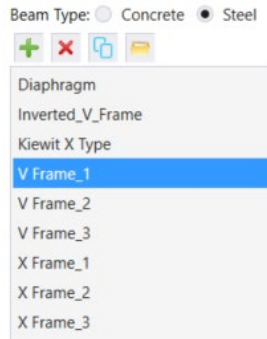 Beam Type: Concrete Steel
Diaphragm
Inverted_V_Frame
Kiewit X Type
V Frame_1
V Frame_2
V Frame_3
X Frame_1
X Frame_2
X Frame_3